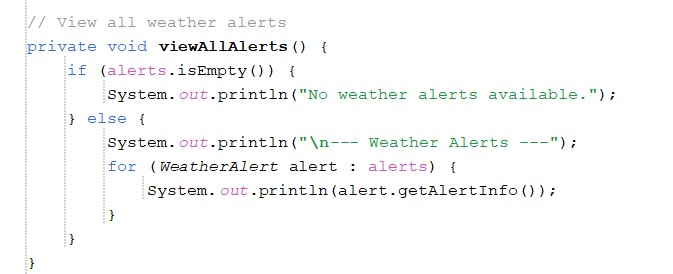 // View all weather alerts
private void viewAllAlerts() {
    if (alerts.isEmpty()) {
        System.out.println("No weather alerts available.");
    } else {
        System.out.println("\n--- Weather Alerts ---");
        for (WeatherAlert alert : alerts) {
            System.out.println(alert.getAlertInfo());
        }
    }
}